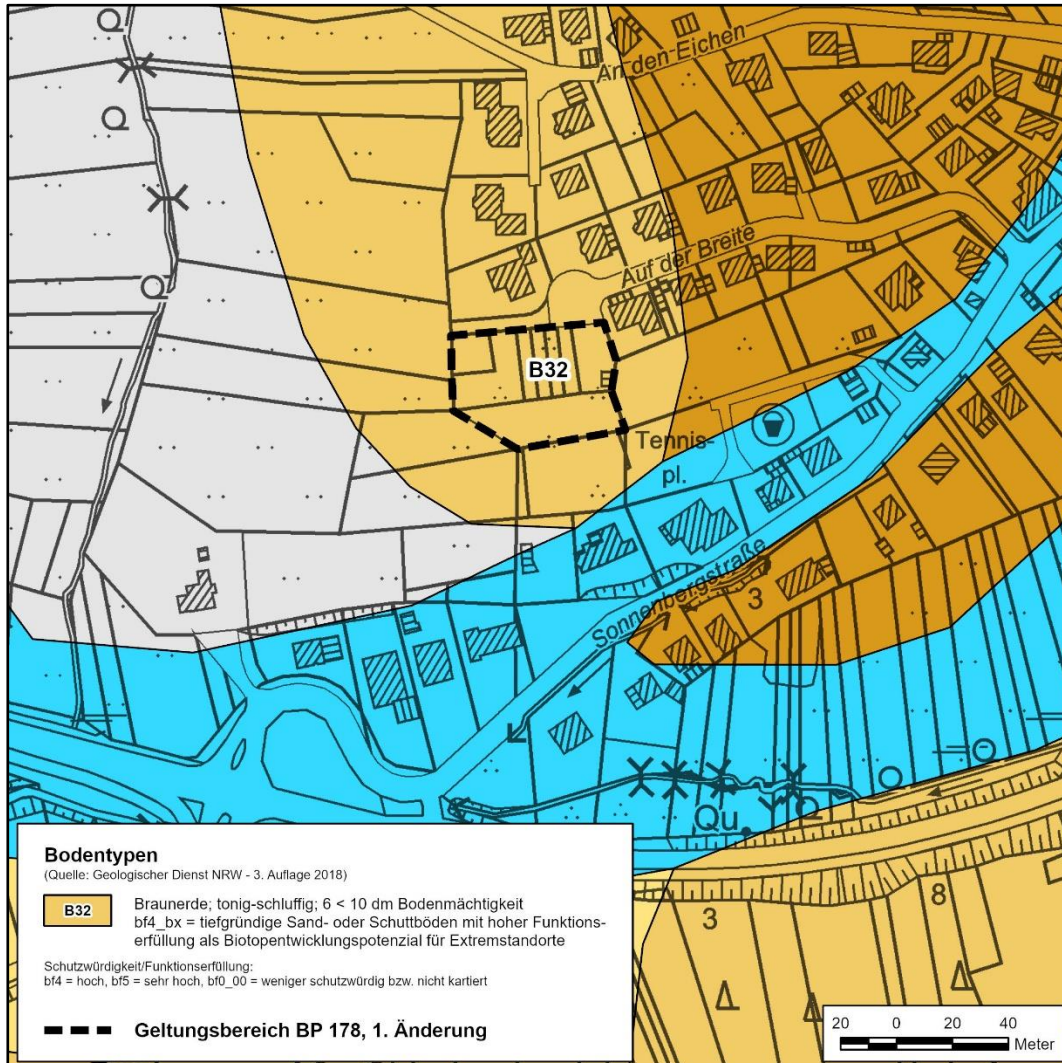 An den Eichen
Auf der Breite
B32
Tennis-
pl.
Sonnenbergstraße
3
Qu.
3
8
Bodentypen
(Quelle: Geologischer Dienst NRW - 3. Auflage 2018)
B32 Braunerde; tonig-schluffig; 6 < 10 dm Bodenmächtigkeit
bf4_bx = tiefgründige Sand- oder Schuttböden mit hoher Funktions-
erfüllung als Biotopentwicklungspotenzial für Extremstandorte
Schutzwürdigkeit/Funktionserfüllung:
bf4 = hoch, bf5 = sehr hoch, bf0_00 = weniger schutzwürdig bzw. nicht kartiert
Geltungsbereich BP 178, 1. Änderung
20 0 20 40
Meter